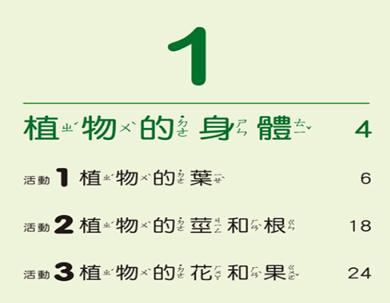 1
植物的身體 4
活動1 植物的葉 6
活動2 植物的莖和根 18
活動3 植物的花和果 24